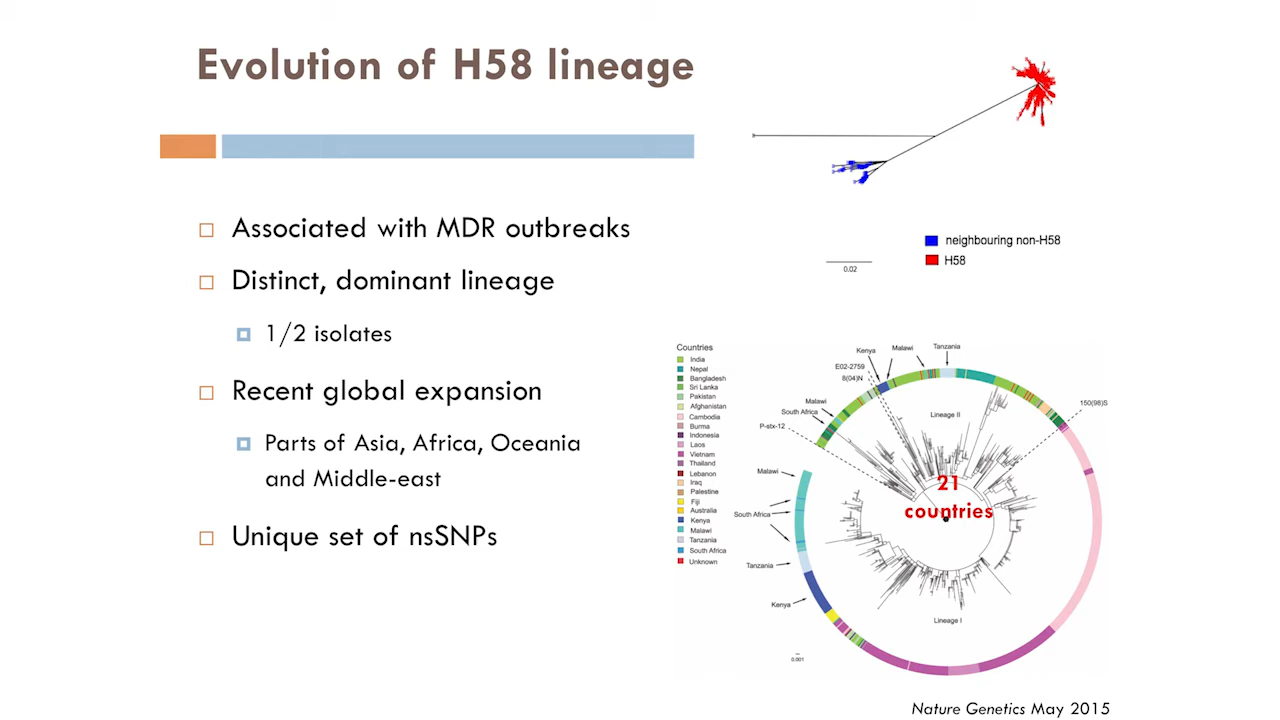 Evolution of H58 lineage
Associated with MDR outbreaks
Distinct, dominant lineage
1/2 isolates
Recent global expansion
Parts of Asia, Africa, Oceania
and Middle-east
Unique set of nsSNPs
0.02
neighbouring non-H58
H58
Countries
India
Nepal
Bangladesh
Sri Lanka
Pakistan
Afghanistan
Cambodia
Burma
Indonesia
Laos
Vietnam
Thailand
Lebanon
Iraq
Palestine
Fiji
Australia
Kenya
Malawi
Tanzania
South Africa
Unknown
Tanzania
Malawi
Kenya
E02-2759
8(04)N
Malawi
South Africa
P-stx-12
150(98)S
Lineage II
Malawi
21
countries
South Africa
Tanzania
Kenya
Lineage I
0.001
Nature Genetics May 2015